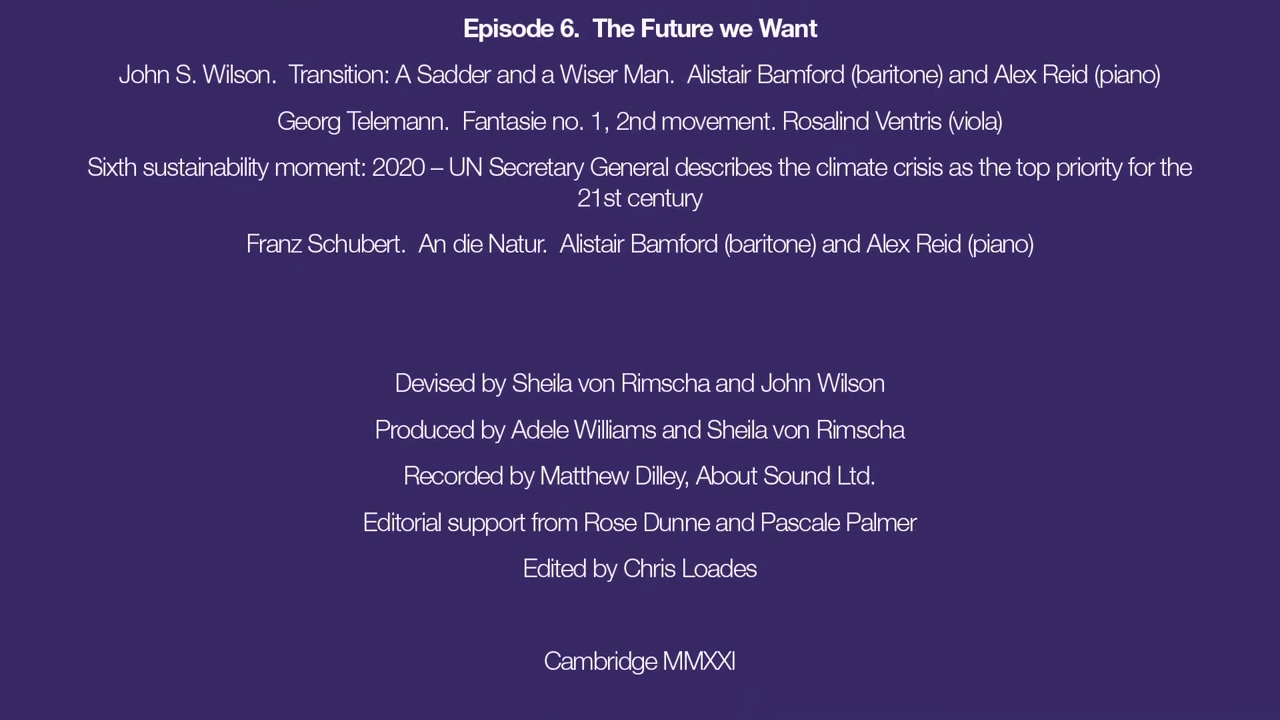 Episode 6.  The Future we Want
John S. Wilson.  Transition: A Sadder and a Wiser Man.  Alistair Bamford (baritone) and Alex Reid (piano)
Georg Telemann.  Fantasie no. 1, 2nd movement. Rosalind Ventris (viola)
Sixth sustainability moment: 2020 – UN Secretary General describes the climate crisis as the top priority for the
21st century
Franz Schubert.  An die Natur.  Alistair Bamford (baritone) and Alex Reid (piano)
Devised by Sheila von Rimscha and John Wilson
Produced by Adele Williams and Sheila von Rimscha
Recorded by Matthew Dilley, About Sound Ltd.
Editorial support from Rose Dunne and Pascale Palmer
Edited by Chris Loades
Cambridge MMXXI